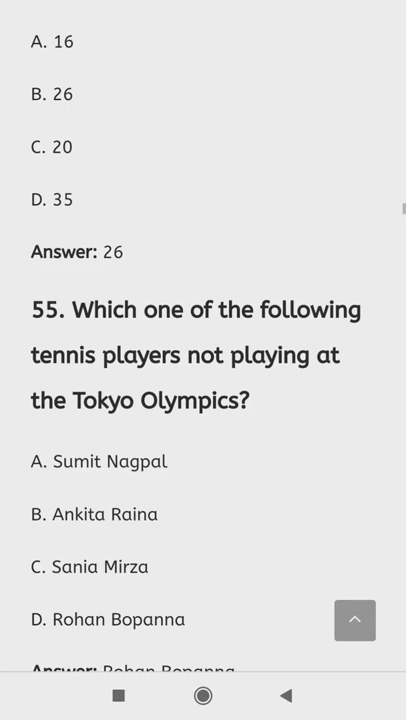 A. 16
B. 26
C. 20
D. 35
Answer: 26
55. Which one of the following
tennis players not playing at
the Tokyo Olympics?
A. Sumit Nagpal
B. Ankita Raina
C. Sania Mirza
D. Rohan Bopanna
Answer: Rohan Bopanna